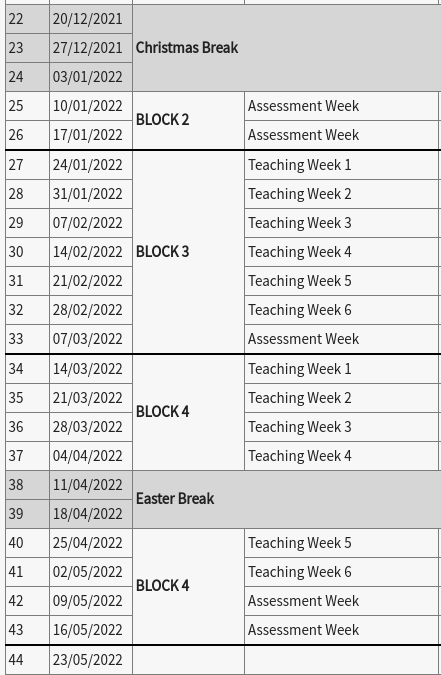 22 20/12/2021
23 27/12/2021 Christmas Break
24 03/01/2022
25 10/01/2022 BLOCK 2 Assessment Week
26 17/01/2022 Assessment Week
27 24/01/2022 Teaching Week 1
28 31/01/2022 Teaching Week 2
29 07/02/2022 Teaching Week 3
30 14/02/2022 BLOCK 3 Teaching Week 4
31 21/02/2022 Teaching Week 5
32 28/02/2022 Teaching Week 6
33 07/03/2022 Assessment Week
34 14/03/2022 Teaching Week 1
35 21/03/2022 BLOCK 4 Teaching Week 2
36 28/03/2022 Teaching Week 3
37 04/04/2022 Teaching Week 4
38 11/04/2022 Easter Break
39 18/04/2022
40 25/04/2022 Teaching Week 5
41 02/05/2022 BLOCK 4 Teaching Week 6
42 09/05/2022 Assessment Week
43 16/05/2022 Assessment Week
44 23/05/2022